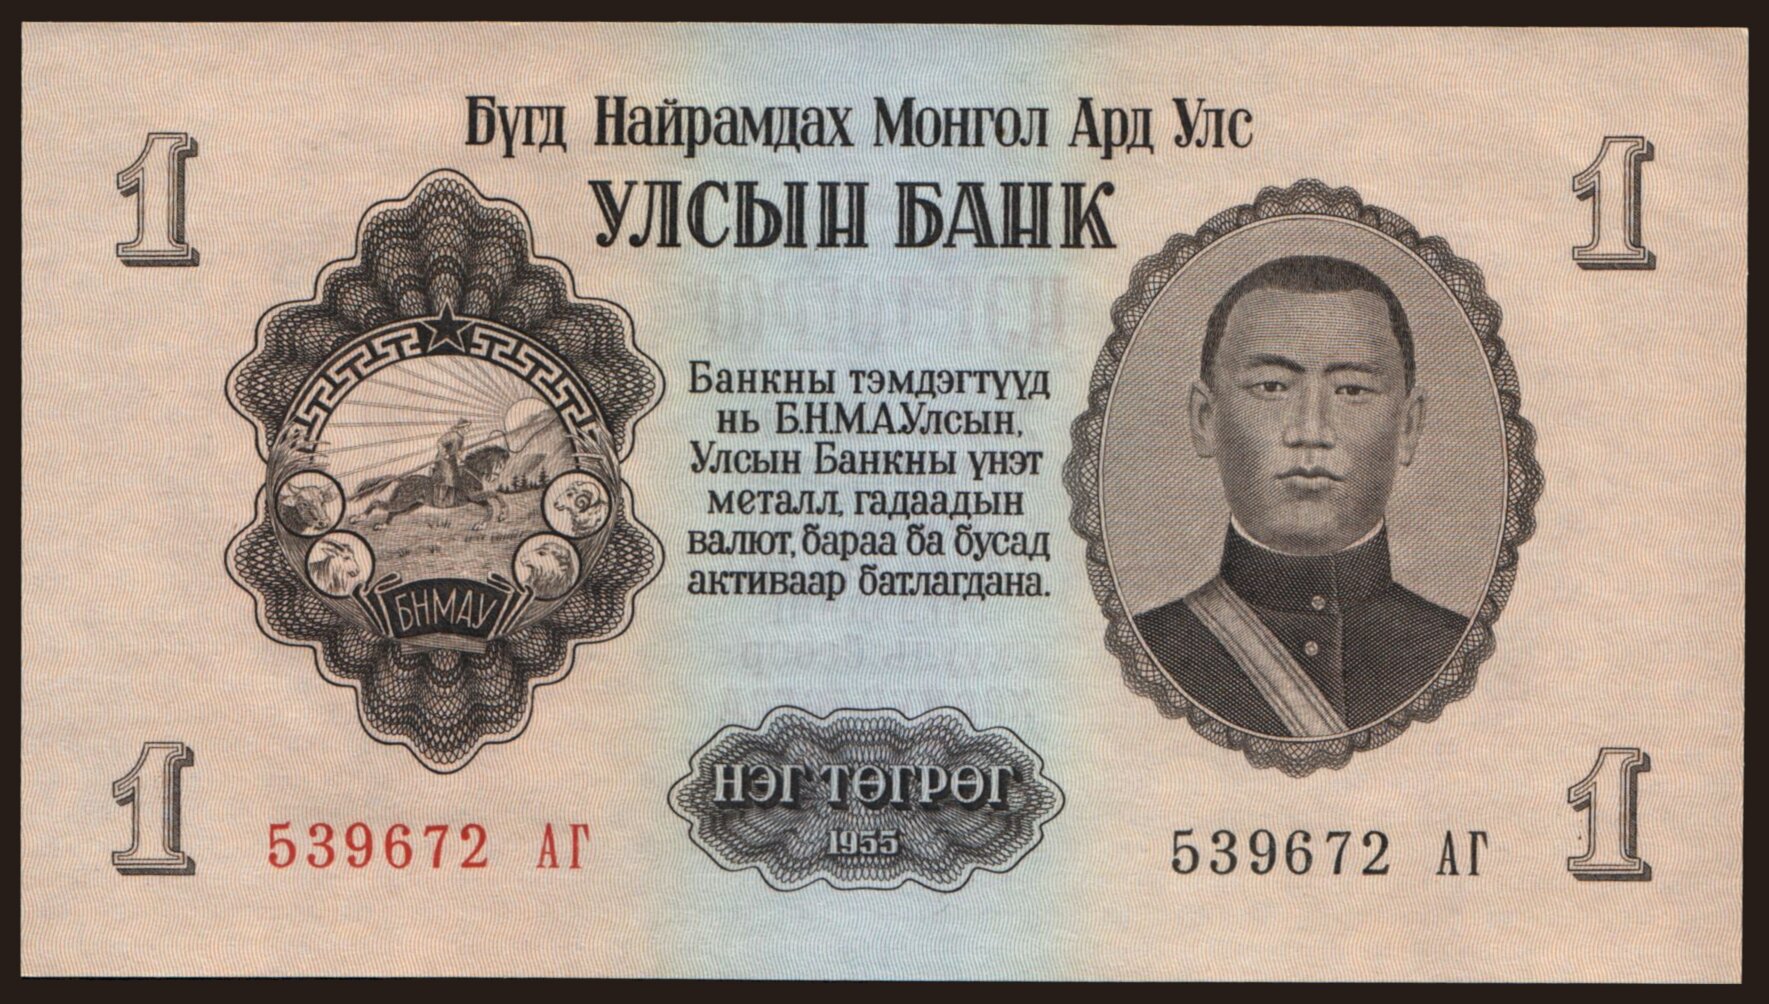 1
1
Бүгд Найрамдах Монгол Ард Улс
УЛСЫН БАНК
Банкны тэмдэгтүүд
нь Б.Н.М.А.Улсын,
Улсын Банкны үнэт
металл, гадаадын
валют, бараа ба бусад
активаар батлагдана.
БНМАУ
НЭГ ТӨГРӨГ
1955
1
539672 АГ
539672 АГ
1